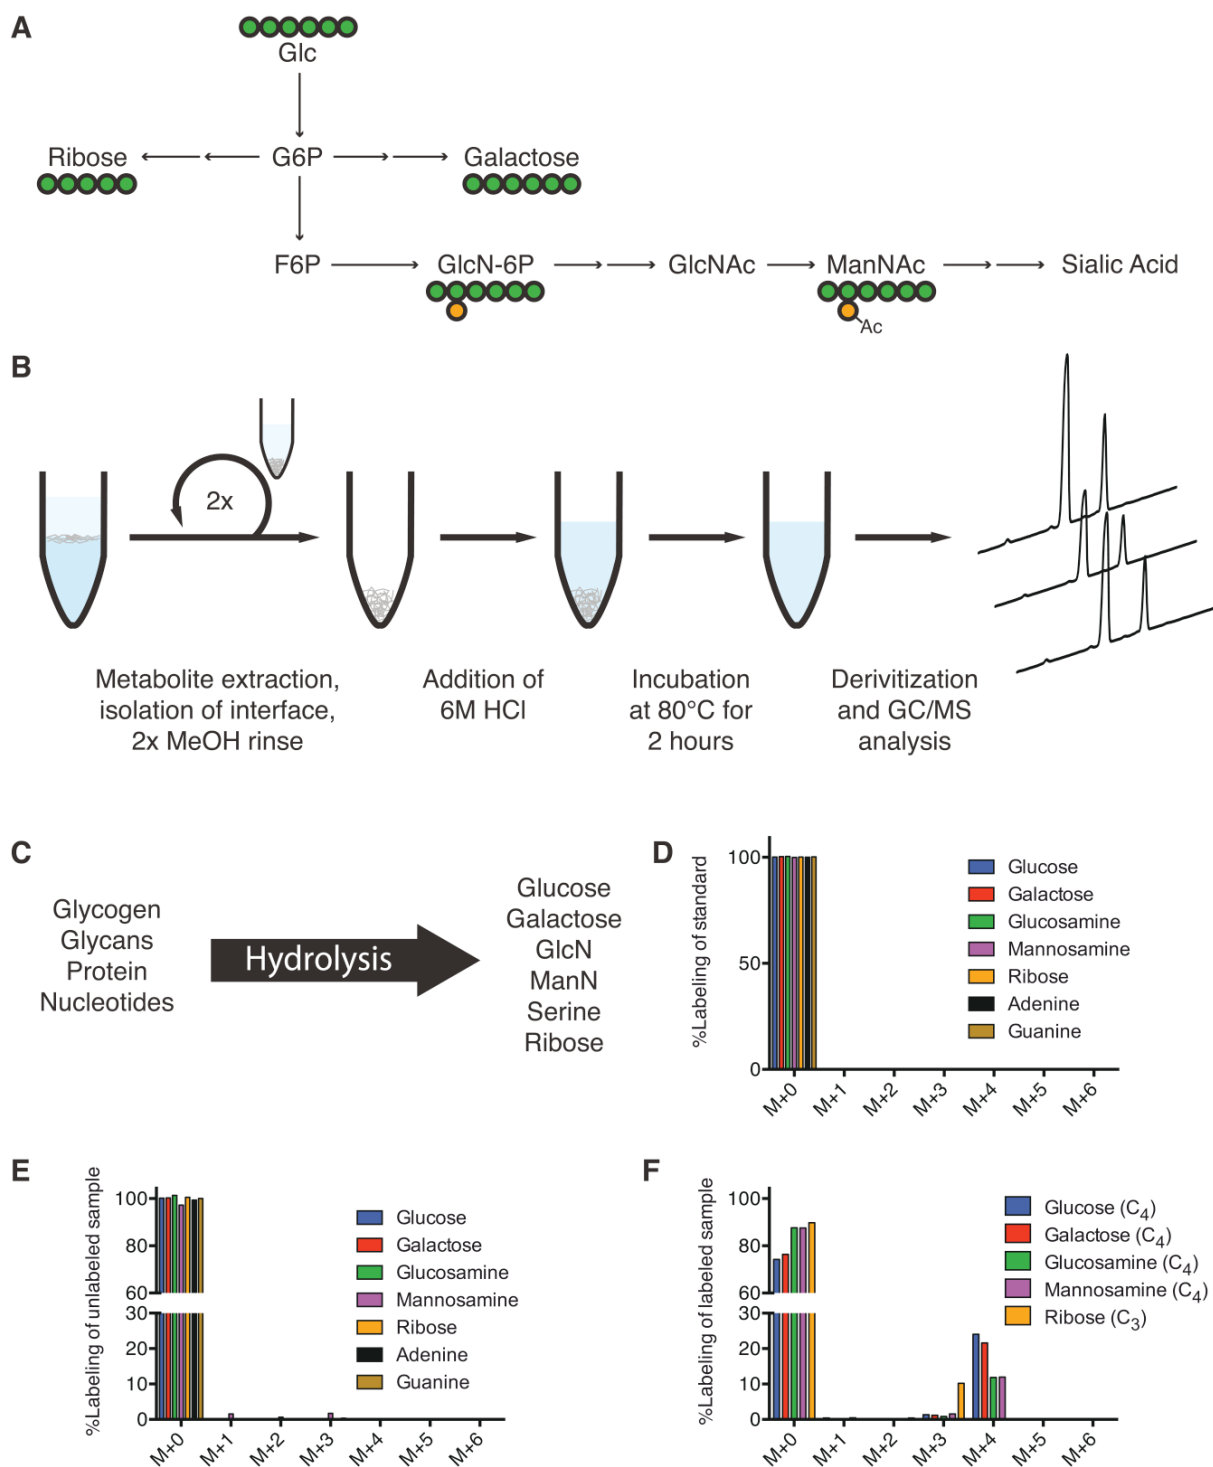 A
Glc
Ribose
G6P
Galactose
F6P
GlcN-6P
GlcNAc
ManNAc
Sialic Acid
Ac
B
2x
Metabolite extraction,
isolation of interface,
2x MeOH rinse
Addition of
6M HCl
Incubation
at 80°C for
2 hours
Derivitization
and GC/MS
analysis
C
Glycogen
Glycans
Protein
Nucleotides
Hydrolysis
Glucose
Galactose
GlcN
ManN
Serine
Ribose
D
%Labeling of standard
100
50
0
M+0
M+1
M+2
M+3
M+4
M+5
M+6
Glucose
Galactose
Glucosamine
Mannosamine
Ribose
Adenine
Guanine
E
%Labeling of unlabeled sample
100
80
60
30
20
10
0
M+0
M+1
M+2
M+3
M+4
M+5
M+6
Glucose
Galactose
Glucosamine
Mannosamine
Ribose
Adenine
Guanine
F
%Labeling of labeled sample
100
80
60
30
20
10
0
M+0
M+1
M+2
M+3
M+4
M+5
M+6
Glucose (C4)
Galactose (C4)
Glucosamine (C4)
Mannosamine (C4)
Ribose (C3)